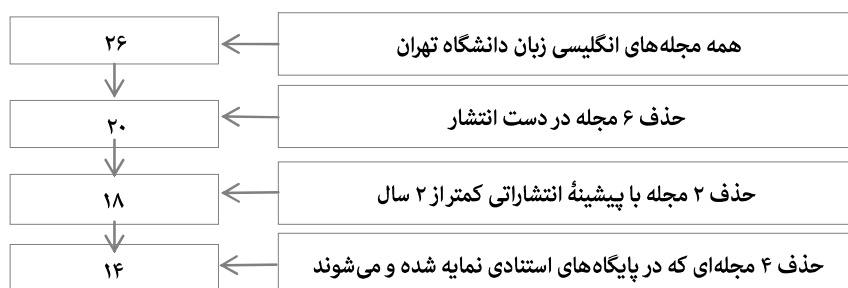 همه مجله‌های انگلیسی زبان دانشگاه تهران
۲۶
حذف ۶ مجله در دست انتشار
۲۰
حذف ۲ مجله با پیشینهٔ انتشاراتی کمتر از ۲ سال
۱۸
حذف ۴ مجله‌ای که در پایگاه‌های استنادی نمایه شده و می‌شوند
۱۴